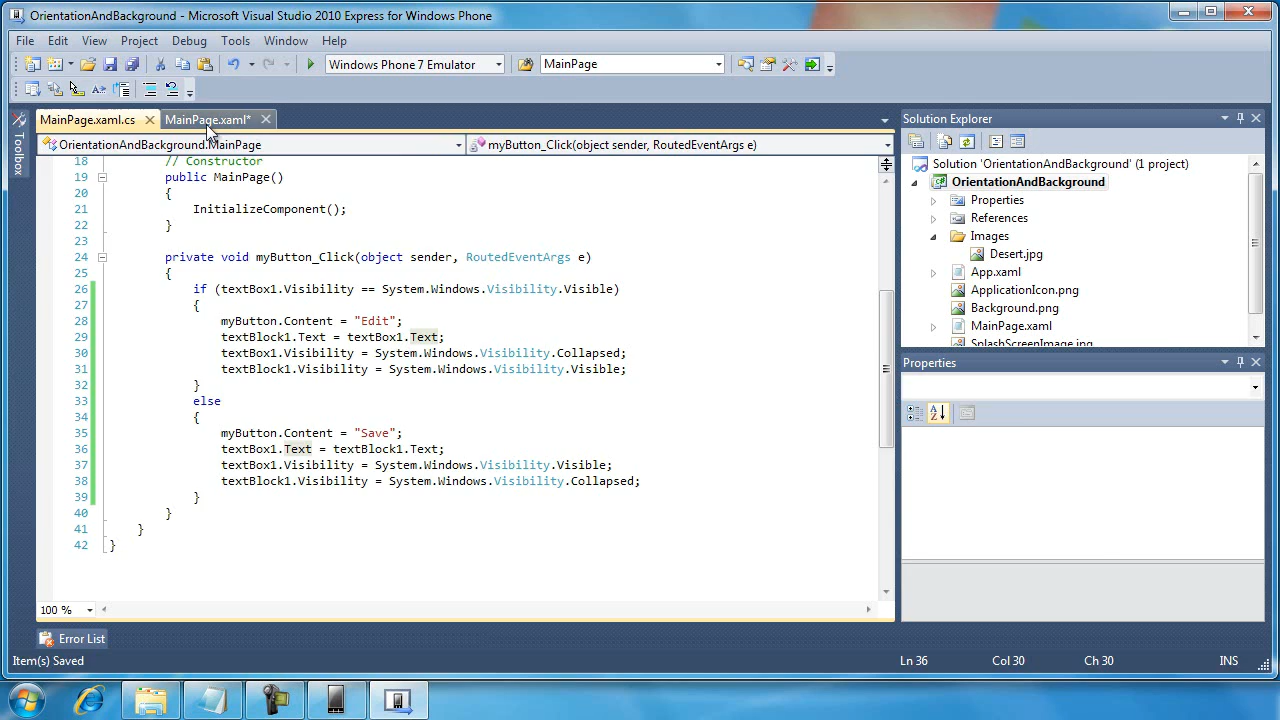 OrientationAndBackground - Microsoft Visual Studio 2010 Express for Windows Phone
File Edit View Project Debug Tools Window Help
Windows Phone 7 Emulator MainPage
MainPage.xaml.cs MainPage.xaml*
OrientationAndBackground.MainPage myButton_Click(object sender, RoutedEventArgs e)
Toolbox
18 // Constructor
19 public MainPage()
20 {
21 InitializeComponent();
22 }
23
24 private void myButton_Click(object sender, RoutedEventArgs e)
25 {
26 if (textBox1.Visibility == System.Windows.Visibility.Visible)
27 {
28 myButton.Content = "Edit";
29 textBlock1.Text = textBox1.Text;
30 textBox1.Visibility = System.Windows.Visibility.Collapsed;
31 textBlock1.Visibility = System.Windows.Visibility.Visible;
32 }
33 else
34 {
35 myButton.Content = "Save";
36 textBox1.Text = textBlock1.Text;
37 textBox1.Visibility = System.Windows.Visibility.Visible;
38 textBlock1.Visibility = System.Windows.Visibility.Collapsed;
39 }
40 }
41 }
42 }
100 %
Solution Explorer
Solution 'OrientationAndBackground' (1 project)
OrientationAndBackground
Properties
References
Images
Desert.jpg
App.xaml
ApplicationIcon.png
Background.png
MainPage.xaml
SplashScreenImage.jpg
Properties
Error List
Item(s) Saved Ln 36 Col 30 Ch 30 INS